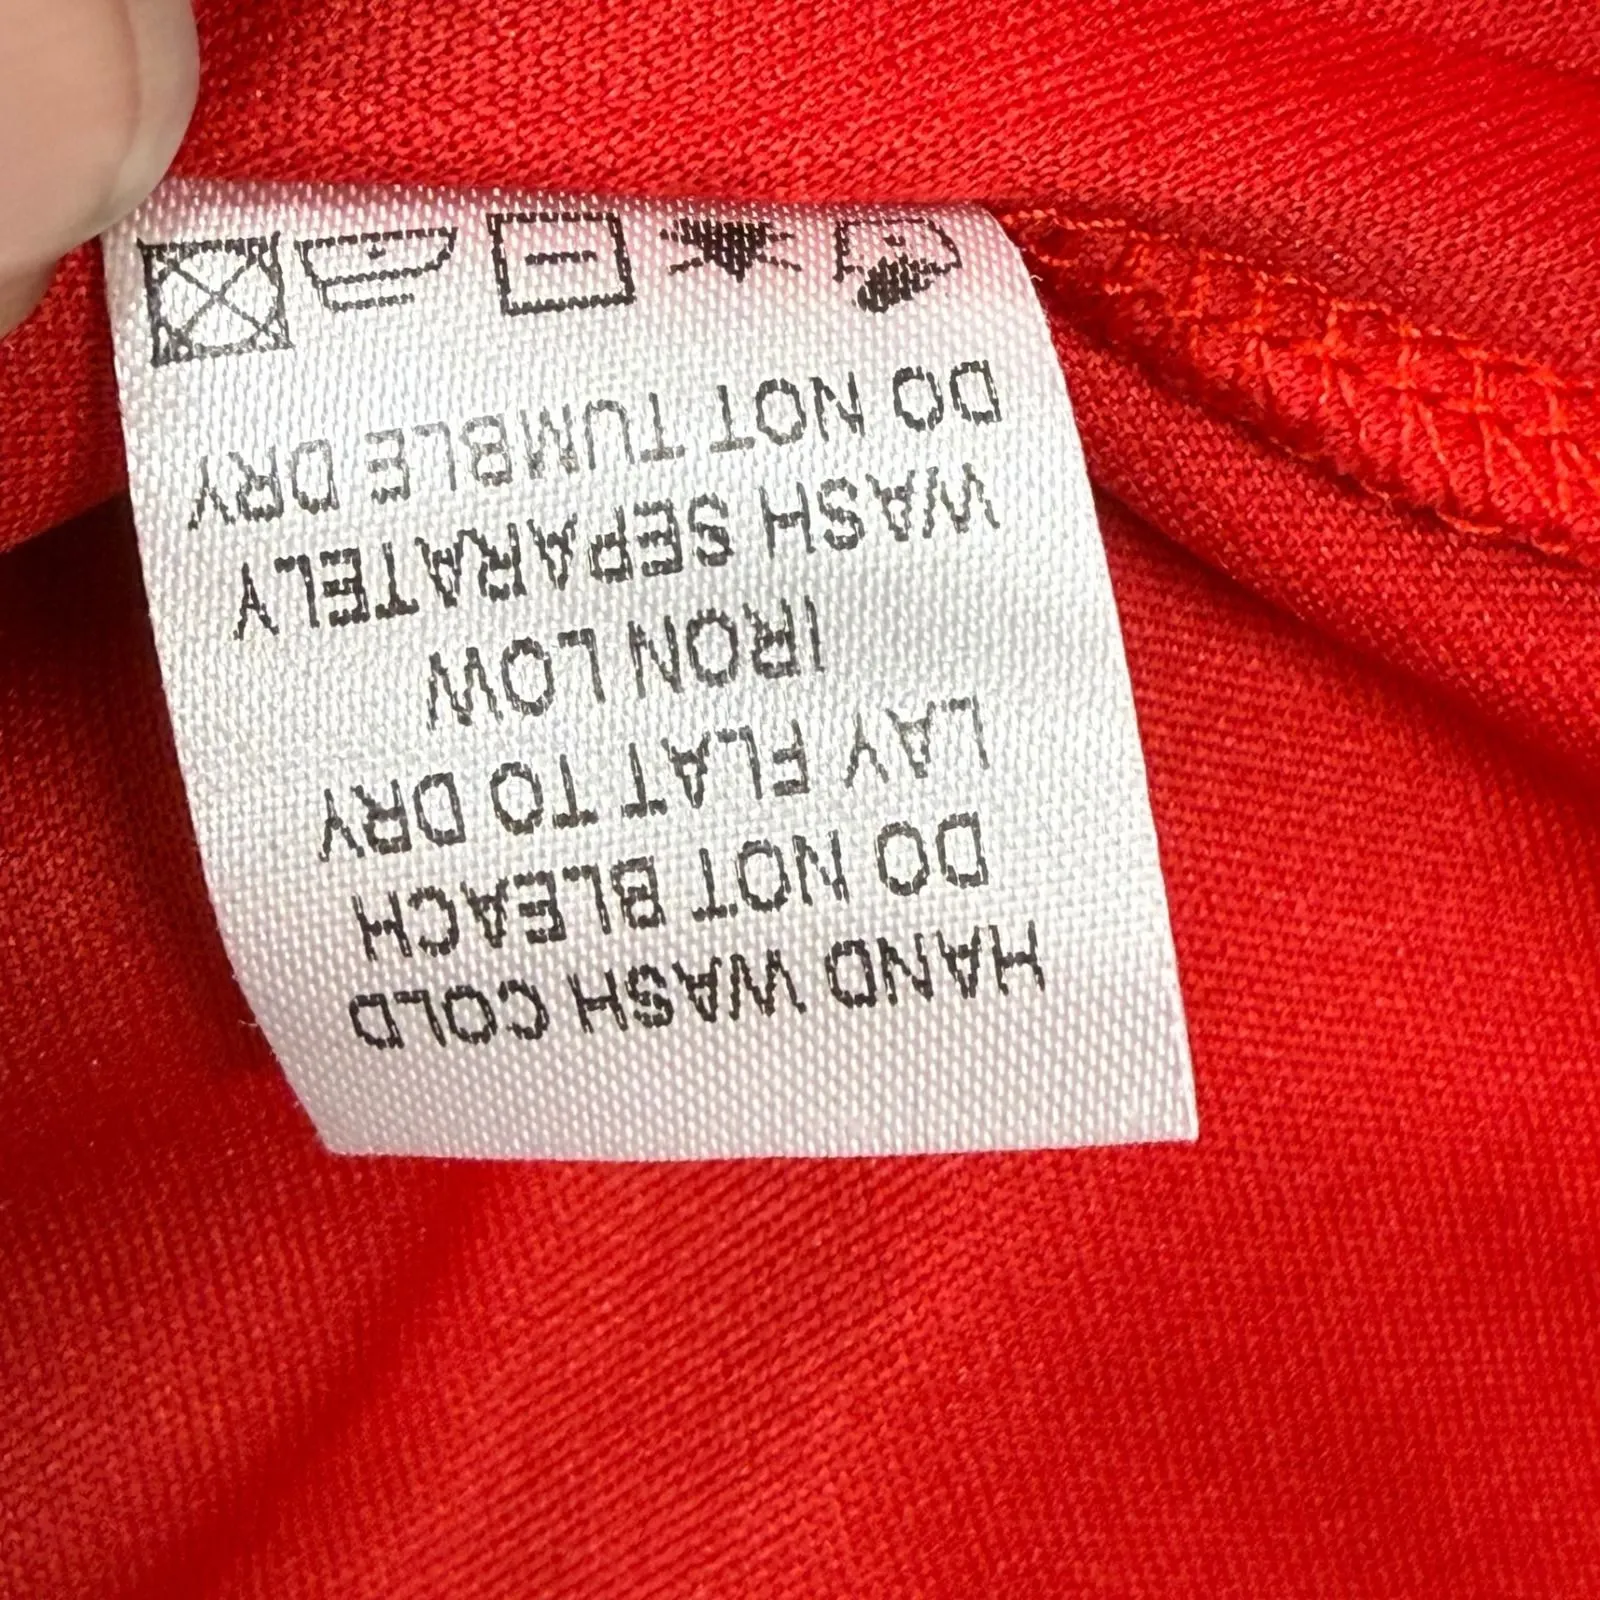 HAND WASH COLD
DO NOT BLEACH
LAY FLAT TO DRY
IRON LOW
WASH SEPARATELY
DO NOT TUMBLE DRY